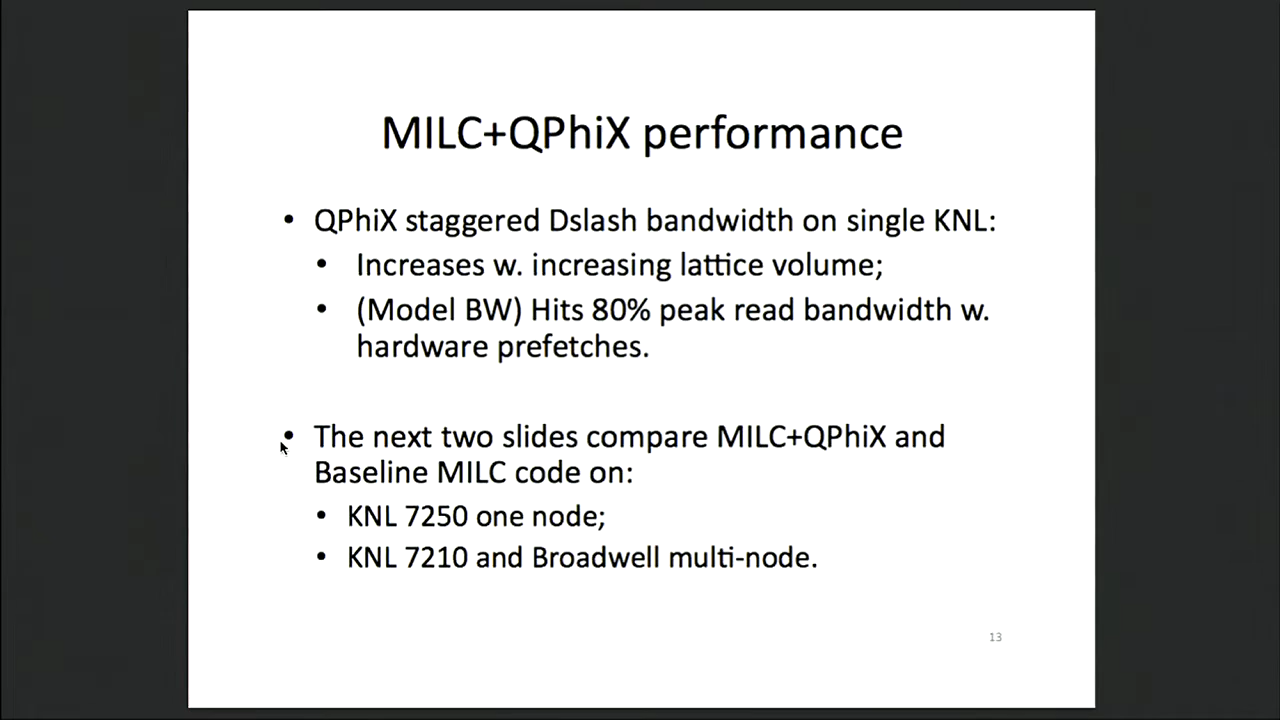 MILC+QPhiX performance
• QPhiX staggered Dslash bandwidth on single KNL:
• Increases w. increasing lattice volume;
• (Model BW) Hits 80% peak read bandwidth w.
hardware prefetches.
• The next two slides compare MILC+QPhiX and
Baseline MILC code on:
• KNL 7250 one node;
• KNL 7210 and Broadwell multi-node.
13